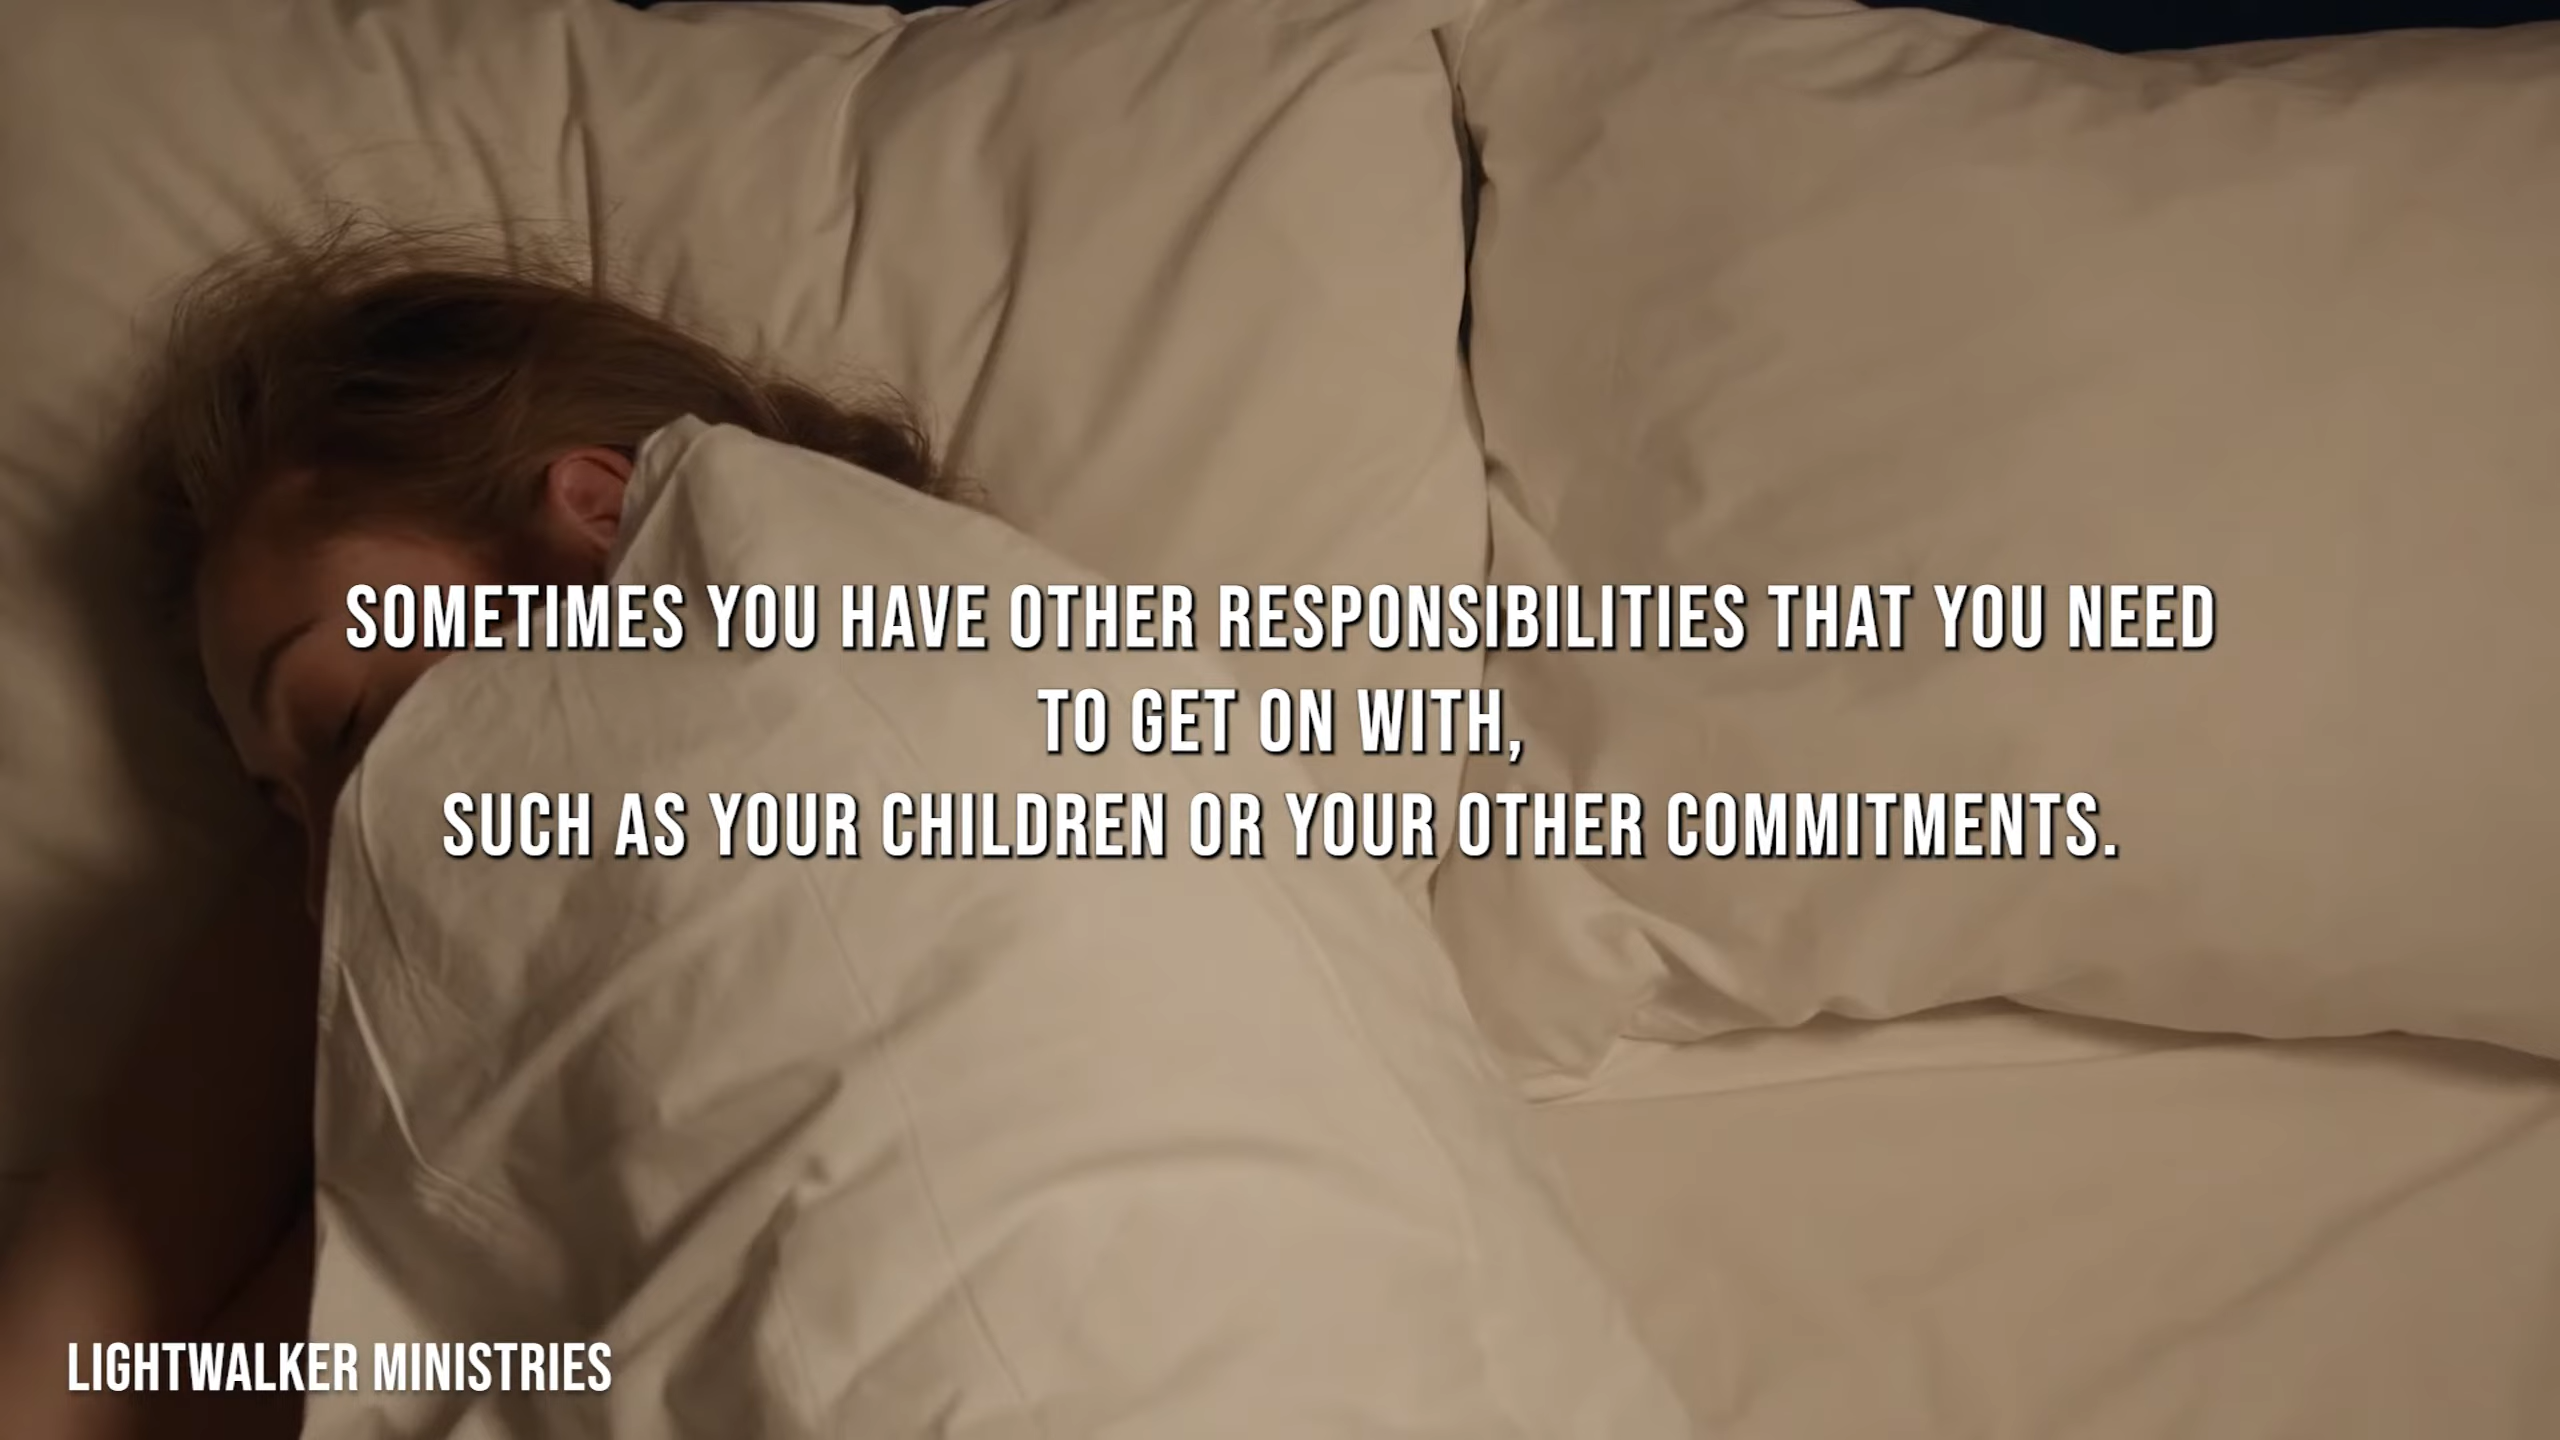 SOMETIMES YOU HAVE OTHER RESPONSIBILITIES THAT YOU NEED
TO GET ON WITH,
SUCH AS YOUR CHILDREN OR YOUR OTHER COMMITMENTS.
LIGHTWALKER MINISTRIES